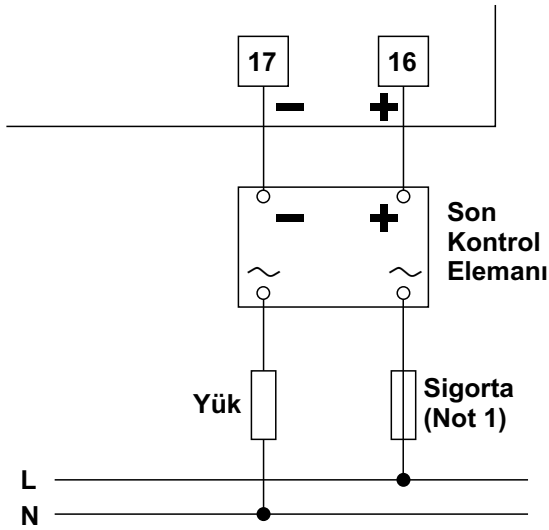 17
16
− +
− +
Son
Kontrol
Elemanı
~ ~
Yük
Sigorta
(Not 1)
L
N